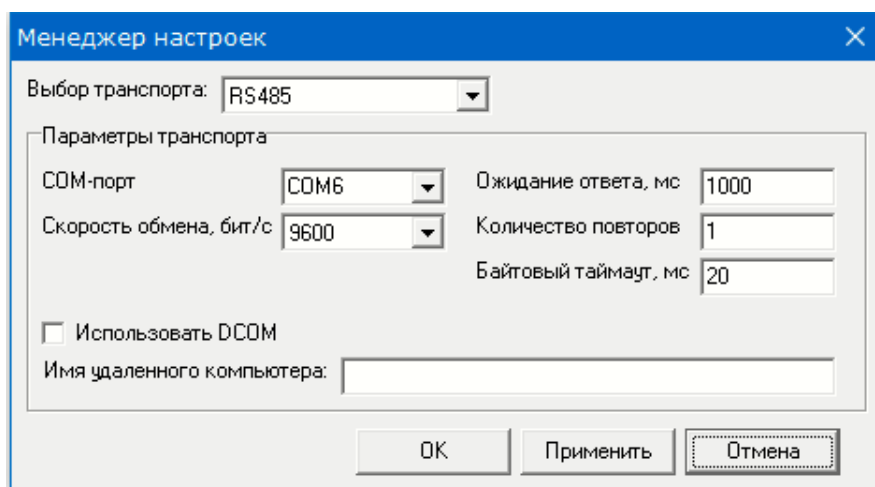 Менеджер настроек
Выбор транспорта: RS485
Параметры транспорта
COM-порт COM6 Ожидание ответа, мс 1000
Скорость обмена, бит/с 9600 Количество повторов 1
Байтовый таймаут, мс 20
Использовать DCOM
Имя удаленного компьютера:
OK Применить Отмена